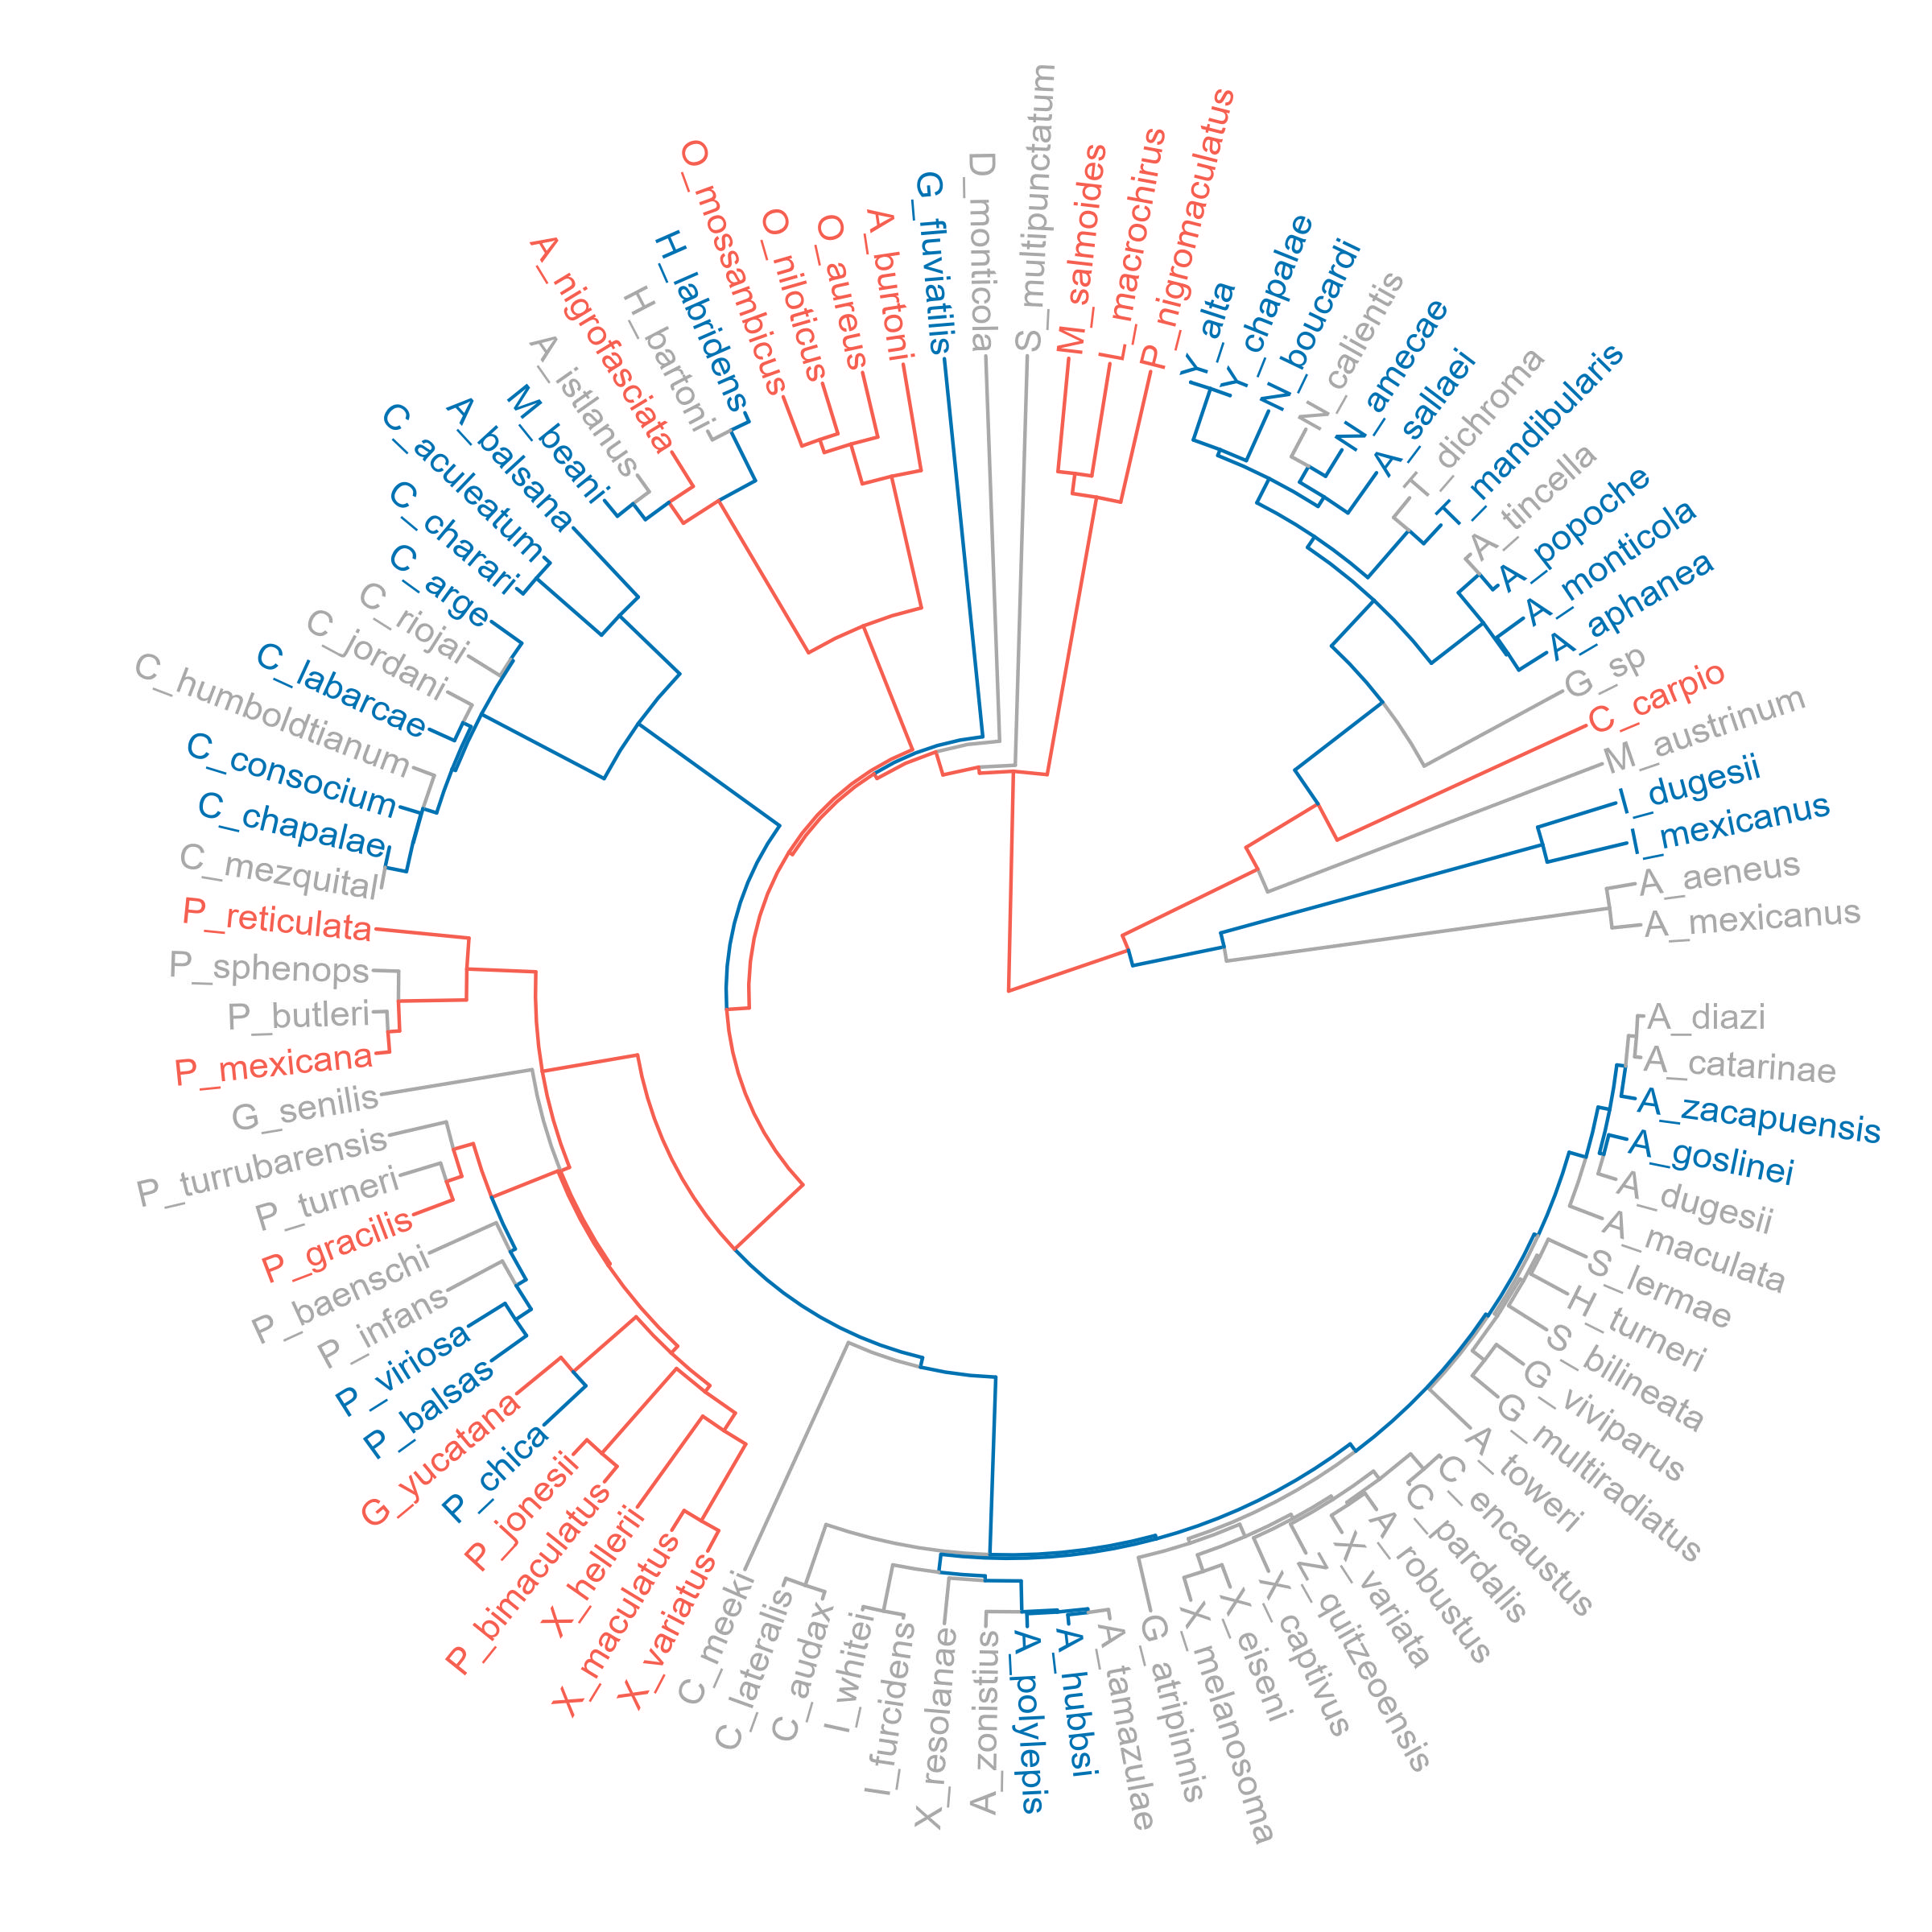 S_multipunctatum
M_salmoides
L_macrochirus
P_nigromaculatus
Y_alta
Y_chapalae
N_boucardi
N_calientis
N_amecae
A_sallaei
T_dichroma
T_mandibularis
A_tincella
A_popoche
A_monticola
A_aphanea
G_sp
C_carpio
M_austrinum
I_dugesii
I_mexicanus
A_aeneus
A_mexicanus
A_diazi
A_catarinae
A_zacapuensis
A_goslinei
A_dugesii
A_maculata
S_lermae
H_turneri
S_bilineata
G_viviparus
G_multiradiatus
A_toweri
C_encaustus
C_pardalis
A_robustus
X_variata
Z_quitzeoensis
X_captivus
X_eiseni
X_melanosoma
G_atripinnis
A_tamazulae
A_hubbsi
A_polylepis
A_zonistius
X_resolanae
I_furcidens
I_whitei
C_audax
C_lateralis
C_meeki
X_variatus
X_maculatus
X_hellerii
P_bimaculatus
P_jonesii
P_chica
G_yucatana
P_balsas
P_viriosa
P_infans
P_baenschi
P_gracilis
P_turneri
P_turrubarensis
G_senilis
P_mexicana
P_butleri
P_sphenops
P_reticulata
C_mezquital
C_chapalae
C_consocium
C_humboldtianum
C_labarcae
C_jordani
C_riojai
C_arge
C_charari
C_aculeatum
A_balsana
M_beani
A_istlanus
A_nigrofasciata
H_bartoni
H_labridens
O_mossambicus
O_niloticus
O_aureus
A_burtoni
G_fluviatilis
D_monticola